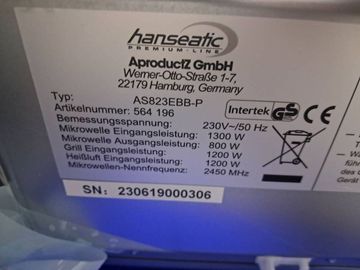 hanseatic
PREMIUM-LINE
AproductZ GmbH
Werner-Otto-Straße 1-7,
22179 Hamburg, Germany
Typ: AS823EBB-P
Artikelnummer: 564 196
Bemessungsspannung: 230V~/50 Hz
Mikrowelle Eingangsleistung: 1300 W
Mikrowelle Ausgangsleistung: 800 W
Grill Eingangsleistung: 1200 W
Heißluft Eingangsleistung: 1200 W
Mikrowellen-Nennfrequenz: 2450 MHz
Intertek GS CE
SN: 230619000306